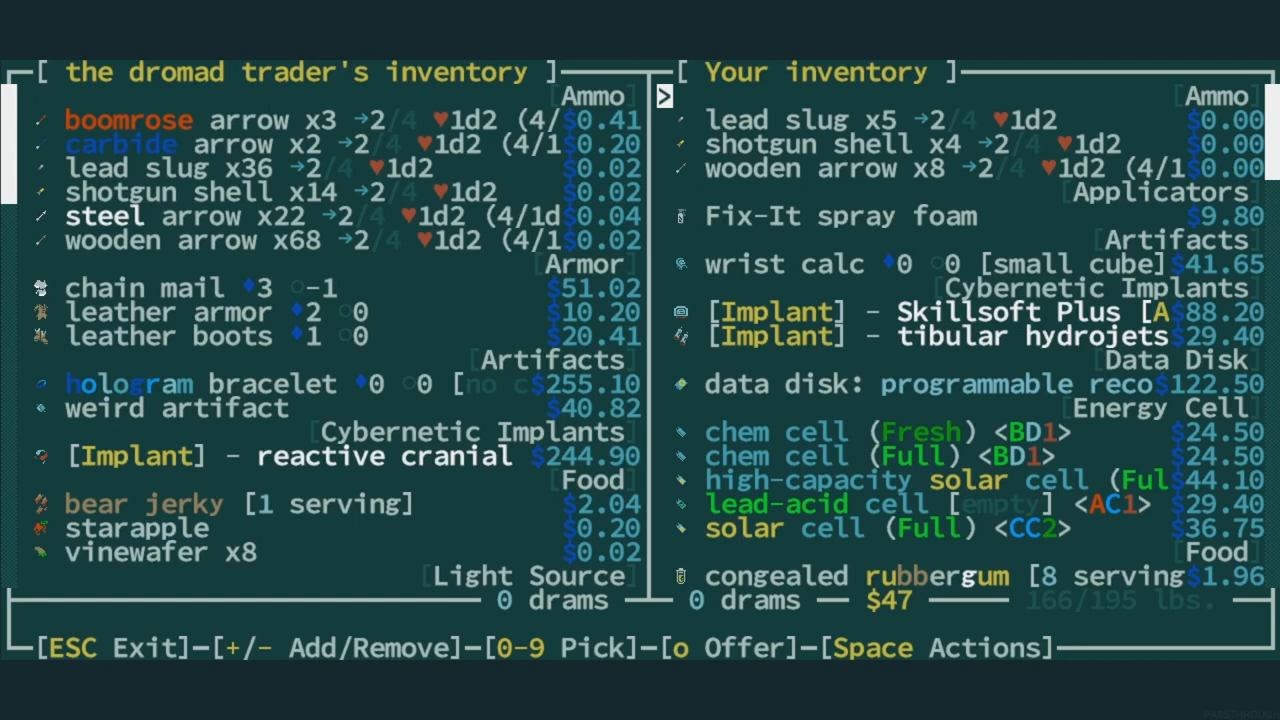 [ the dromad trader's inventory ]
[Ammo]
boomrose arrow x3 →2/4 ♥1d2 (4/$0.41
carbide arrow x2 →2/4 ♥1d2 (4/1$0.20
lead slug x36 →2/4 ♥1d2 $0.02
shotgun shell x14 →2/4 ♥1d2 $0.02
steel arrow x22 →2/4 ♥1d2 (4/1d$0.04
wooden arrow x68 →2/4 ♥1d2 (4/1$0.02
[Armor]
chain mail ♦3 ○-1 $51.02
leather armor ♦2 ○0 $10.20
leather boots ♦1 ○0 $20.41
[Artifacts]
hologram bracelet ♦0 ○0 [no c$255.10
weird artifact $40.82
[Cybernetic Implants]
[Implant] - reactive cranial $244.90
[Food]
bear jerky [1 serving] $2.04
starapple $0.20
vinewafer x8 $0.02
[Light Source]
0 drams
[ Your inventory ]
> [Ammo]
lead slug x5 →2/4 ♥1d2 $0.00
shotgun shell x4 →2/4 ♥1d2 $0.00
wooden arrow x8 →2/4 ♥1d2 (4/1$0.00
[Applicators]
Fix-It spray foam $9.80
[Artifacts]
wrist calc ♦0 ○0 [small cube]$41.65
[Cybernetic Implants]
[Implant] - Skillsoft Plus [A$88.20
[Implant] - tibular hydrojets$29.40
[Data Disk]
data disk: programmable reco$122.50
[Energy Cell]
chem cell (Fresh) <BD1> $24.50
chem cell (Full) <BD1> $24.50
high-capacity solar cell (Ful$44.10
lead-acid cell [empty] <AC1> $29.40
solar cell (Full) <CC2> $36.75
[Food]
congealed rubbergum [8 serving$1.96
0 drams $47 166/195 lbs.
[ESC Exit]-[+/- Add/Remove]-[0-9 Pick]-[o Offer]-[Space Actions]